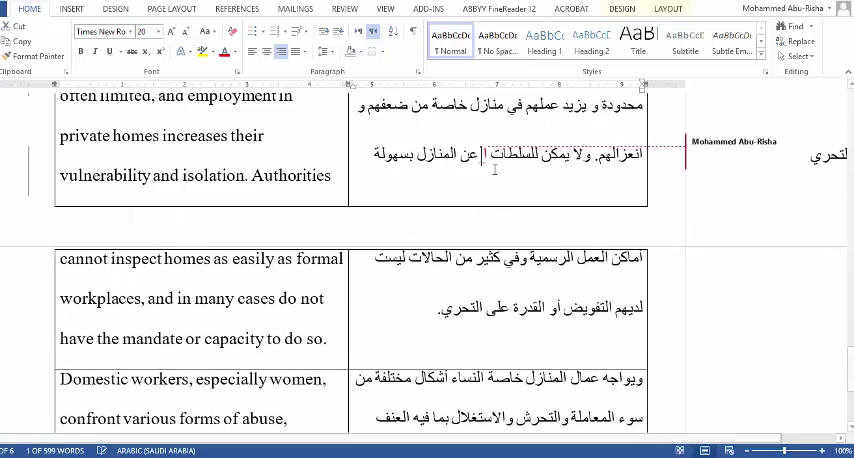 HOME
INSERT
DESIGN
PAGE LAYOUT
REFERENCES
MAILINGS
REVIEW
VIEW
ADD-INS
ABBYY FineReader 12
ACROBAT
DESIGN
LAYOUT
Mohammed Abu-Risha
Cut
Copy
Format Painter
Clipboard
Times New Ro
20
Font
Paragraph
AaBbCcDc
¶ Normal
AaBbCcDc
¶ No Spac...
AaBbCc
Heading 1
AaBbCcD
Heading 2
AaBl
Title
AaBbCcD
Subtitle
AaBbCcDc
Subtle Em...
Styles
Find
Replace
Select
Editing
often limited, and employment in
private homes increases their
vulnerability and isolation. Authorities
محدودة و يزيد عملهم في منازل خاصة من ضعفهم و
انعزالهم. ولا يمكن للسلطات ا عن المنازل بسهولة
Mohammed Abu-Risha
التحري
cannot inspect homes as easily as formal
workplaces, and in many cases do not
have the mandate or capacity to do so.
أماكن العمل الرسمية وفي كثير من الحالات ليست
لديهم التفويض أو القدرة على التحري.
Domestic workers, especially women,
confront various forms of abuse,
ويواجه عمال المنازل خاصة النساء أشكال مختلفة من
سوء المعاملة والتحرش والاستغلال بما فيه العنف
OF 6
1 OF 599 WORDS
ARABIC (SAUDI ARABIA)
100%